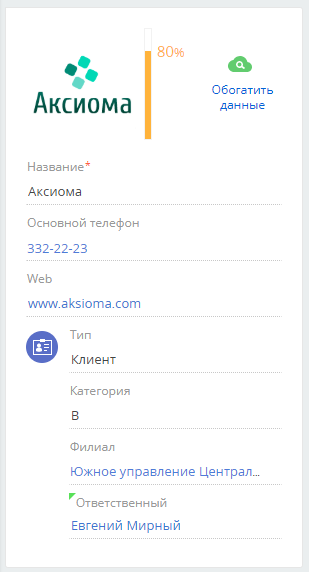 Аксиома
80%
Обогатить
данные
Название*
Аксиома
Основной телефон
332-22-23
Web
www.aksioma.com
Тип
Клиент
Категория
B
Филиал
Южное управление Централ...
Ответственный
Евгений Мирный